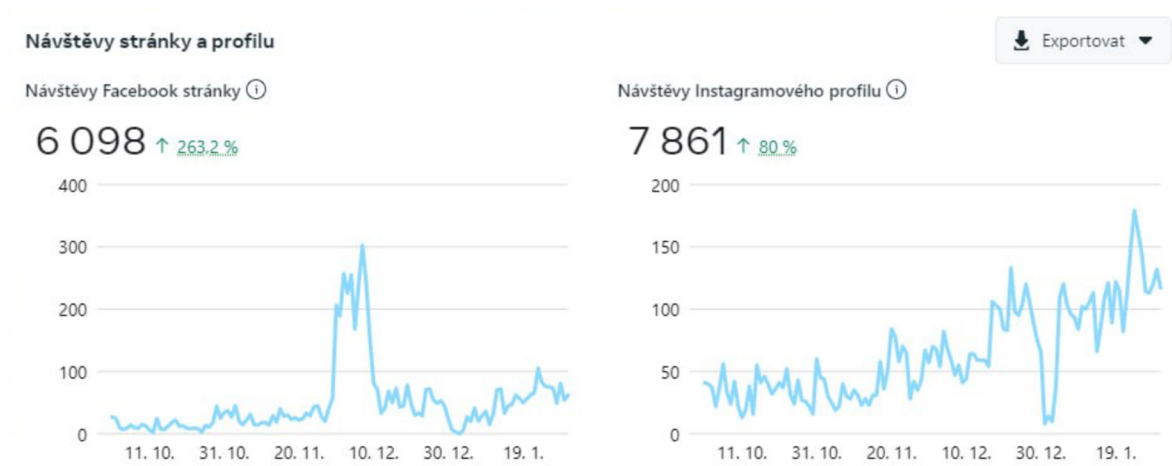 Návštěvy stránky a profilu
Exportovat
Návštěvy Facebook stránky
6 098 ↑ 263,2 %
400
300
200
100
0
11. 10. 31. 10. 20. 11. 10. 12. 30. 12. 19. 1.
Návštěvy Instagramového profilu
7 861 ↑ 80 %
200
150
100
50
0
11. 10. 31. 10. 20. 11. 10. 12. 30. 12. 19. 1.